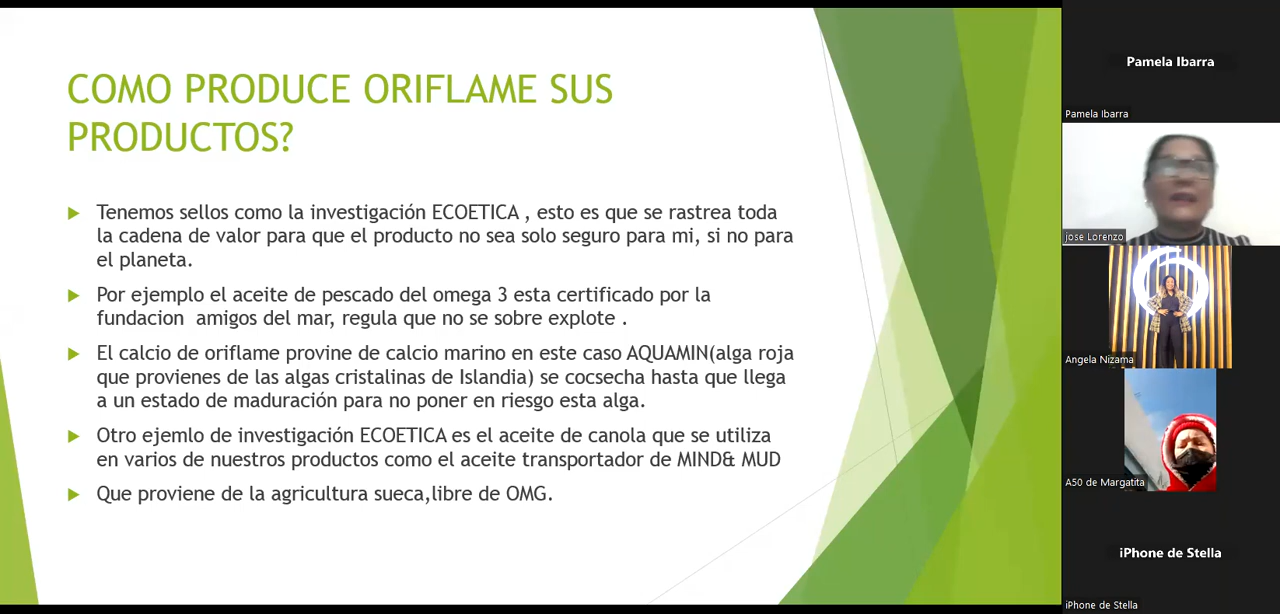 COMO PRODUCE ORIFLAME SUS
PRODUCTOS?
Tenemos sellos como la investigación ECOETICA , esto es que se rastrea toda
la cadena de valor para que el producto no sea solo seguro para mi, si no para
el planeta.
Por ejemplo el aceite de pescado del omega 3 esta certificado por la
fundacion amigos del mar, regula que no se sobre explote .
El calcio de oriflame provine de calcio marino en este caso AQUAMIN(alga roja
que provienes de las algas cristalinas de Islandia) se cocsecha hasta que llega
a un estado de maduración para no poner en riesgo esta alga.
Otro ejemlo de investigación ECOETICA es el aceite de canola que se utiliza
en varios de nuestros productos como el aceite transportador de MIND& MUD
Que proviene de la agricultura sueca,libre de OMG.
Pamela Ibarra
Pamela Ibarra
jose Lorenzo
Angela Nizama
A50 de Margatita
iPhone de Stella
iPhone de Stella